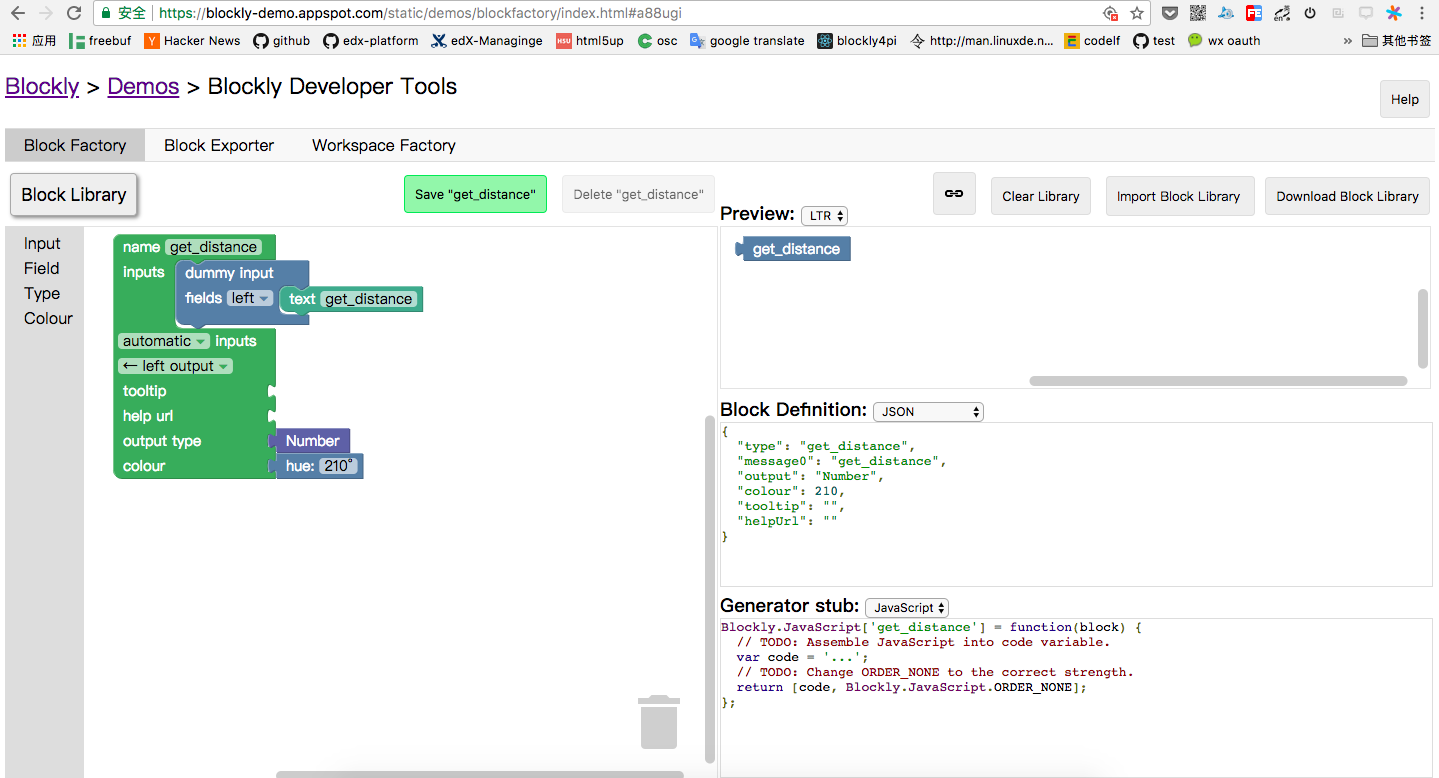 安全 https://blockly-demo.appspot.com/static/demos/blockfactory/index.html#a88ugi
应用 freebuf Hacker News github edx-platform edX-Managinge html5up osc google translate blockly4pi http://man.linuxde.n... codelf test wx oauth » 其他书签
Blockly > Demos > Blockly Developer Tools
Help
Block Factory Block Exporter Workspace Factory
Block Library Save "get_distance" Delete "get_distance" Clear Library Import Block Library Download Block Library
Preview: LTR
Input
Field
Type
Colour
name get_distance
inputs dummy input
fields left text get_distance
automatic inputs
← left output
tooltip
help url
output type Number
colour hue: 210°
get_distance
Block Definition: JSON
{
"type": "get_distance",
"message0": "get_distance",
"output": "Number",
"colour": 210,
"tooltip": "",
"helpUrl": ""
}
Generator stub: JavaScript
Blockly.JavaScript['get_distance'] = function(block) {
// TODO: Assemble JavaScript into code variable.
var code = '...';
// TODO: Change ORDER_NONE to the correct strength.
return [code, Blockly.JavaScript.ORDER_NONE];
};